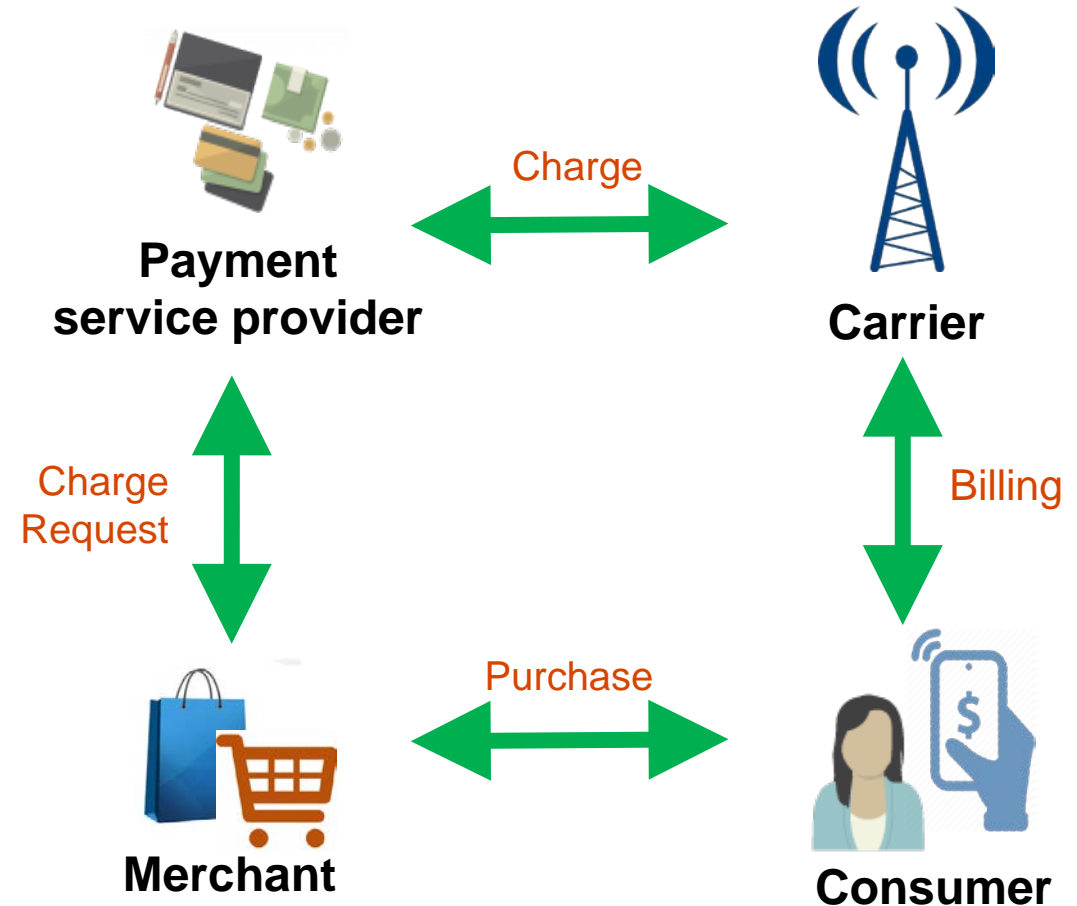 Charge
Payment
service provider
Carrier
Charge
Request
Billing
Purchase
$
Merchant
Consumer